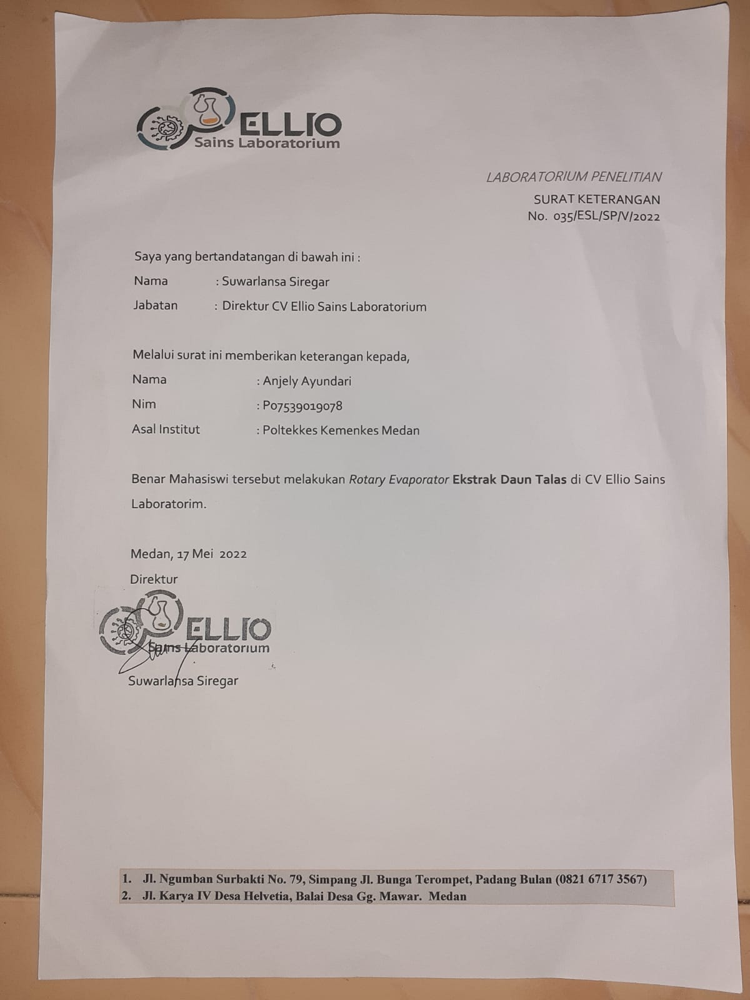 ELLIO
Sains Laboratorium
LABORATORIUM PENELITIAN
SURAT KETERANGAN
No. 035/ESL/SP/V/2022
Saya yang bertandatangan di bawah ini :
Nama : Suwarlansa Siregar
Jabatan : Direktur CV Ellio Sains Laboratorium
Melalui surat ini memberikan keterangan kepada,
Nama : Anjely Ayundari
Nim : P07539019078
Asal Institut : Poltekkes Kemenkes Medan
Benar Mahasiswi tersebut melakukan Rotary Evaporator Ekstrak Daun Talas di CV Ellio Sains
Laboratorim.
Medan, 17 Mei 2022
Direktur
ELLIO
Sains Laboratorium
Suwarlansa Siregar
1. Jl. Ngumban Surbakti No. 79, Simpang Jl. Bunga Terompet, Padang Bulan (0821 6717 3567)
2. Jl. Karya IV Desa Helvetia, Balai Desa Gg. Mawar. Medan